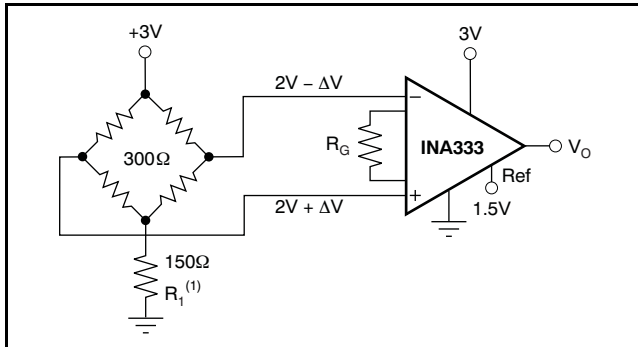 +3V
3V
2V − ΔV
300Ω
R_G
INA333
V_O
Ref
1.5V
2V + ΔV
150Ω
R_1^(1)